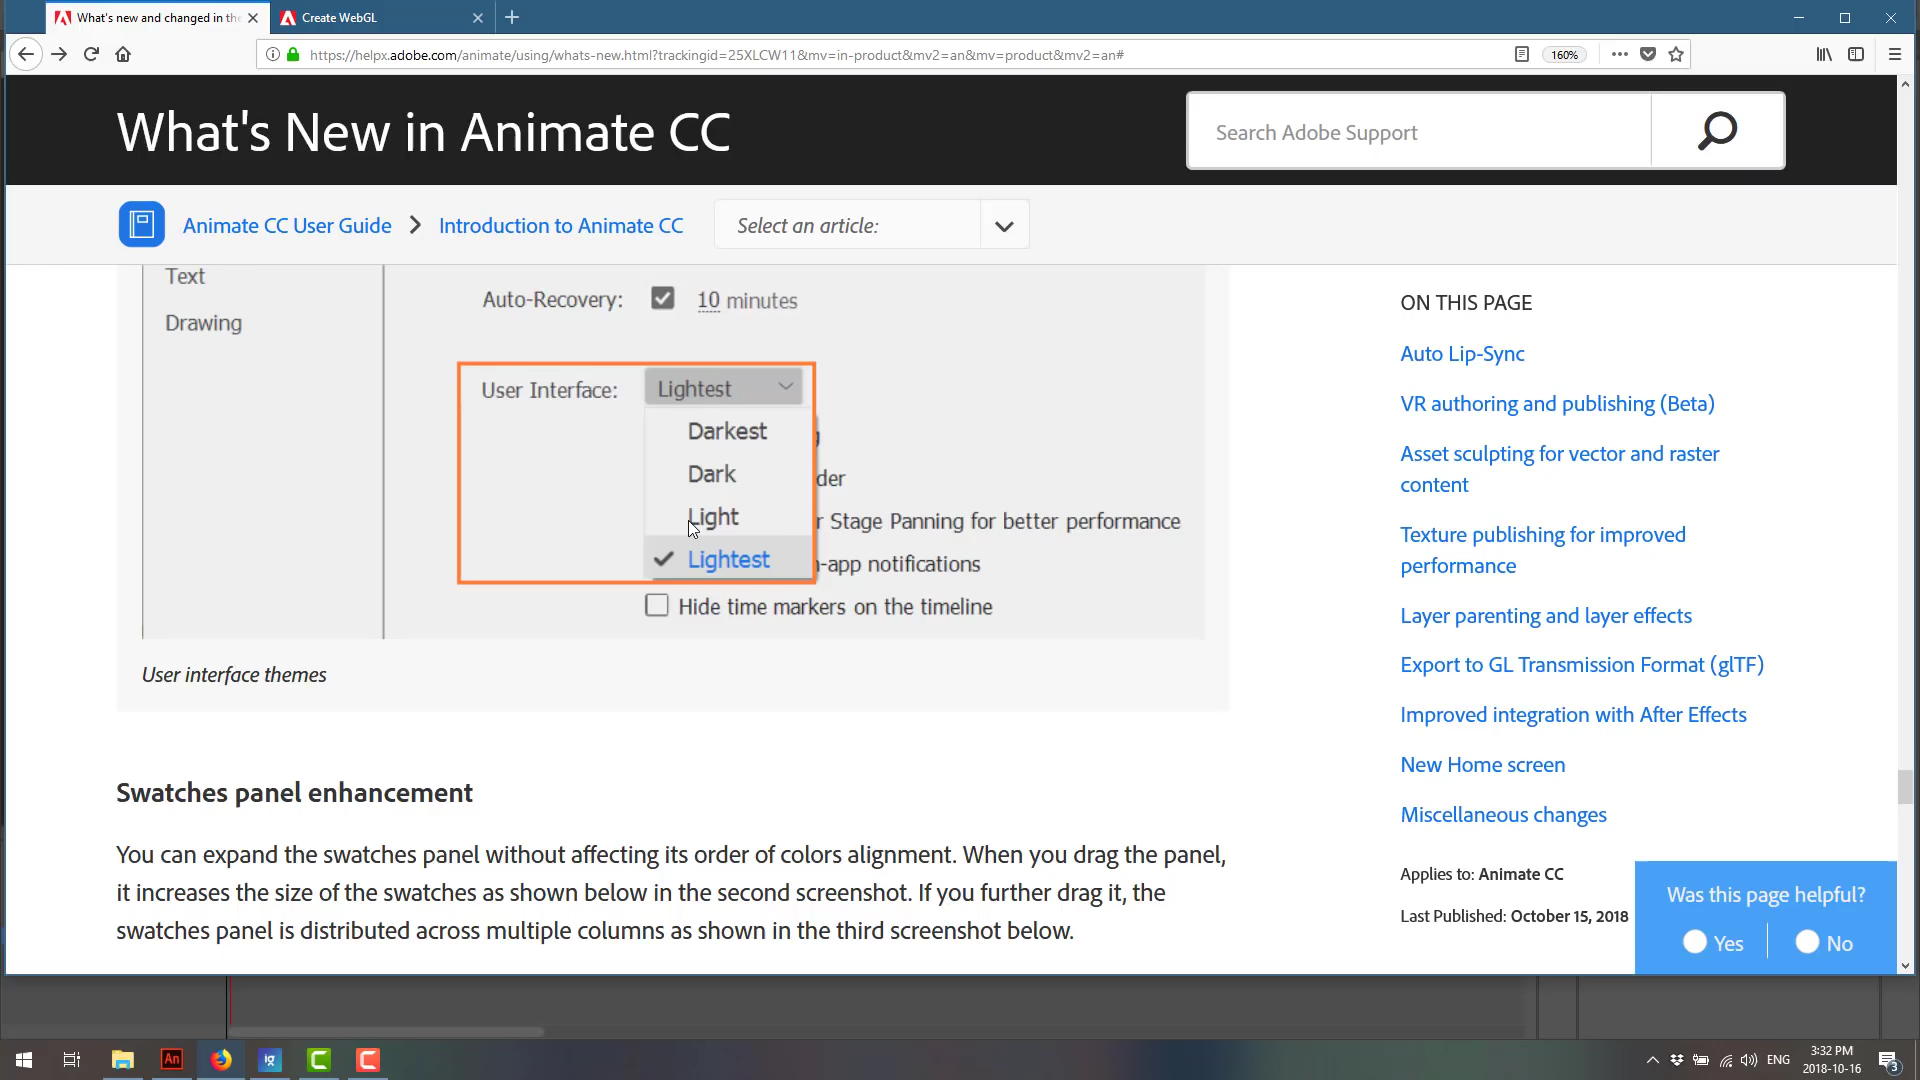 What's new and changed in the
Create WebGL
https://helpx.adobe.com/animate/using/whats-new.html?trackingid=25XLCW11&mv=in-product&mv2=an&mv=product&mv2=an#
160%
What's New in Animate CC
Search Adobe Support
Animate CC User Guide
Introduction to Animate CC
Select an article:
Text
Drawing
Auto-Recovery:
10 minutes
User Interface:
Lightest
Darkest
Dark
Light
Lightest
der
r Stage Panning for better performance
-app notifications
Hide time markers on the timeline
User interface themes
Swatches panel enhancement
You can expand the swatches panel without affecting its order of colors alignment. When you drag the panel,
it increases the size of the swatches as shown below in the second screenshot. If you further drag it, the
swatches panel is distributed across multiple columns as shown in the third screenshot below.
ON THIS PAGE
Auto Lip-Sync
VR authoring and publishing (Beta)
Asset sculpting for vector and raster
content
Texture publishing for improved
performance
Layer parenting and layer effects
Export to GL Transmission Format (glTF)
Improved integration with After Effects
New Home screen
Miscellaneous changes
Applies to: Animate CC
Last Published: October 15, 2018
Was this page helpful?
Yes
No
An
ig
C
C
ENG
3:32 PM
2018-10-16
3